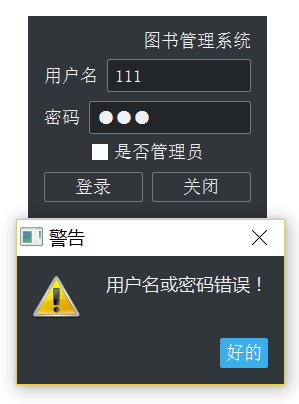 图书管理系统
用户名 111
密码 ●●●
是否管理员
登录 关闭
警告
用户名或密码错误！
好的